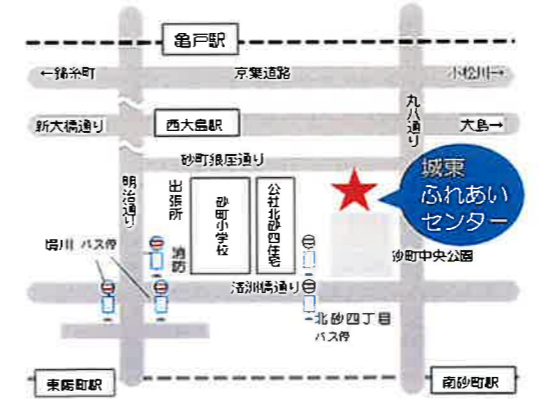 亀戸駅
←錦糸町
京葉道路
小松川→
新大橋通り
西大島駅
丸八通り
大島→
砂町銀座通り
明治通り
出張所
消防
砂町小学校
公社北砂四住宅
城東
ふれあい
センター
境川 バス停
砂町中央公園
清洲橋通り
北砂四丁目
バス停
東陽町駅
南砂町駅